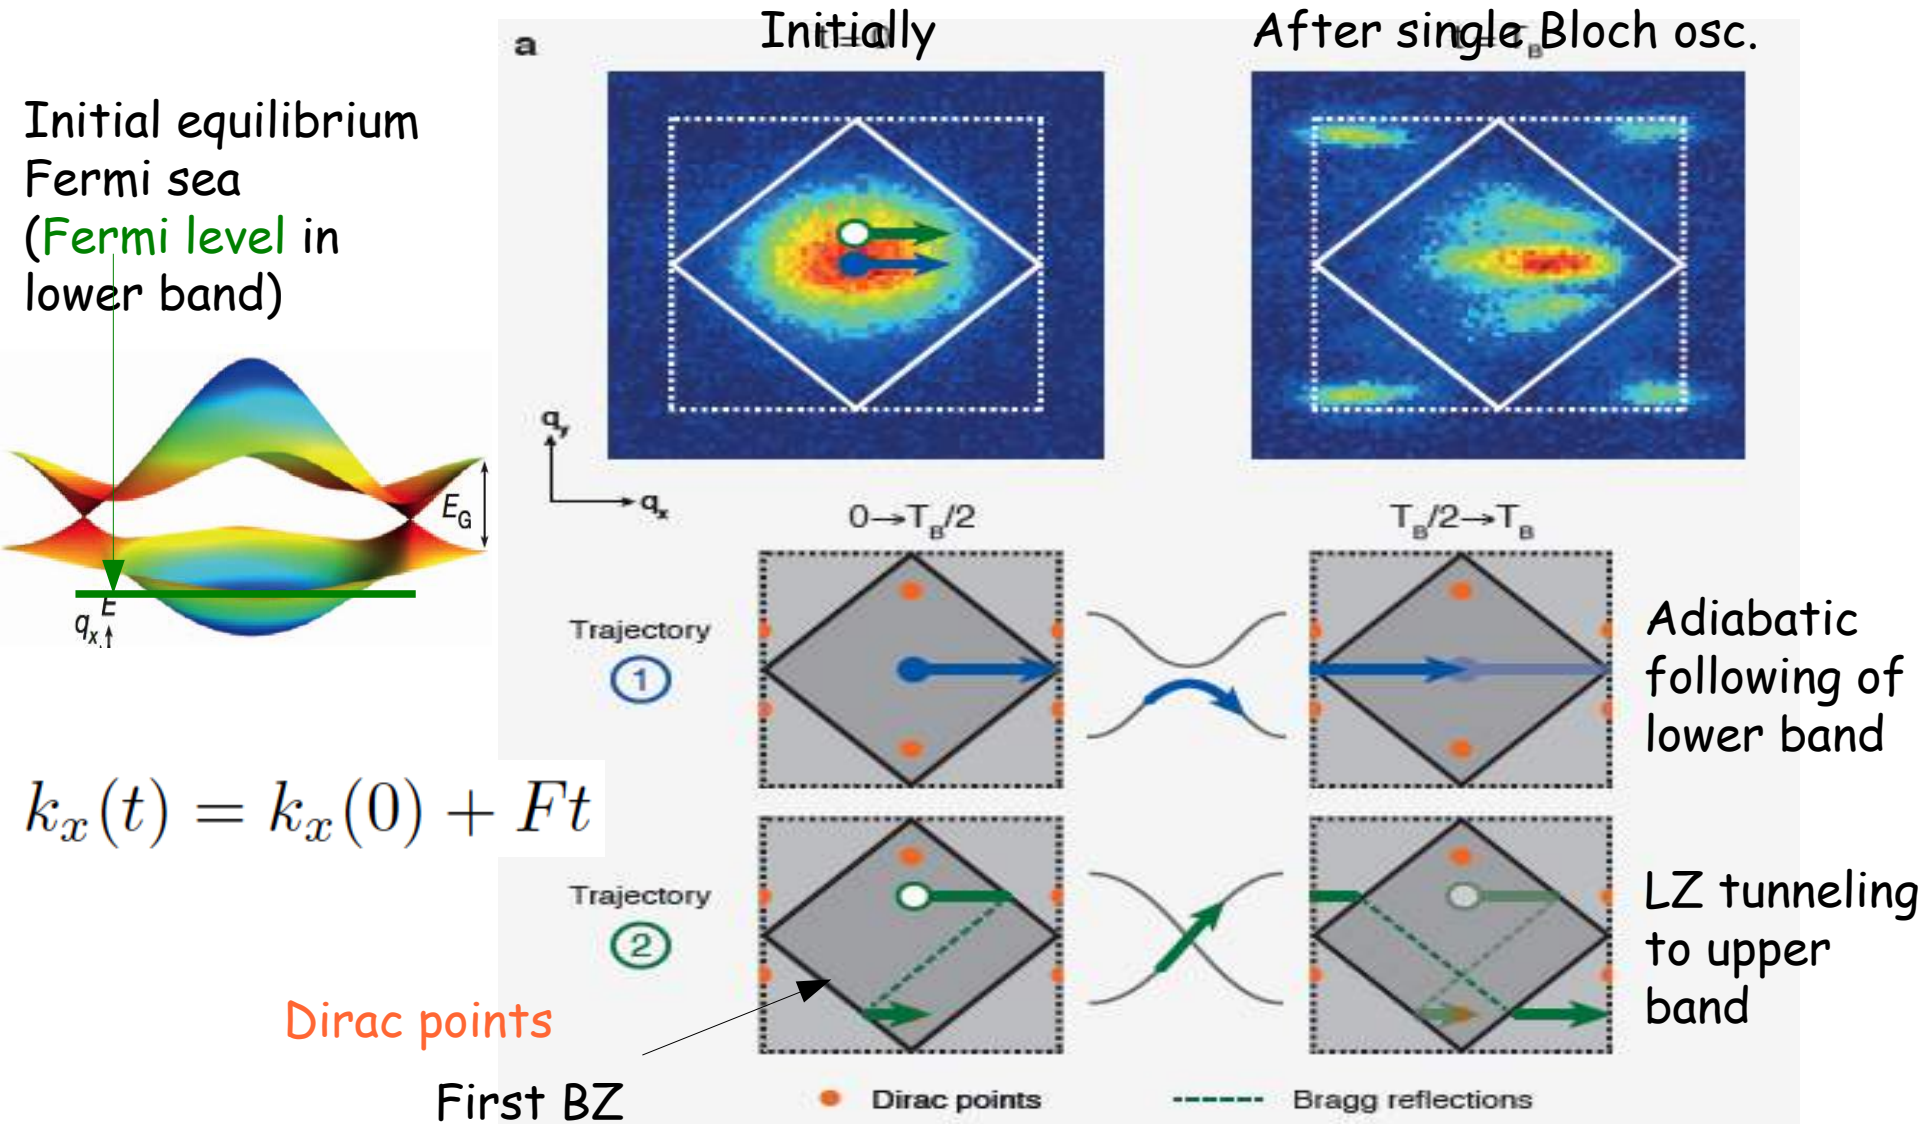 Initially
After single Bloch osc.
a
Initial equilibrium
Fermi sea
(Fermi level in
lower band)
E_G
E
q_x
q_y
q_x
0→T_B/2
T_B/2→T_B
Trajectory
1
Adiabatic
following of
lower band
k_x(t) = k_x(0) + Ft
Trajectory
2
LZ tunneling
to upper
band
Dirac points
First BZ
Dirac points
Bragg reflections